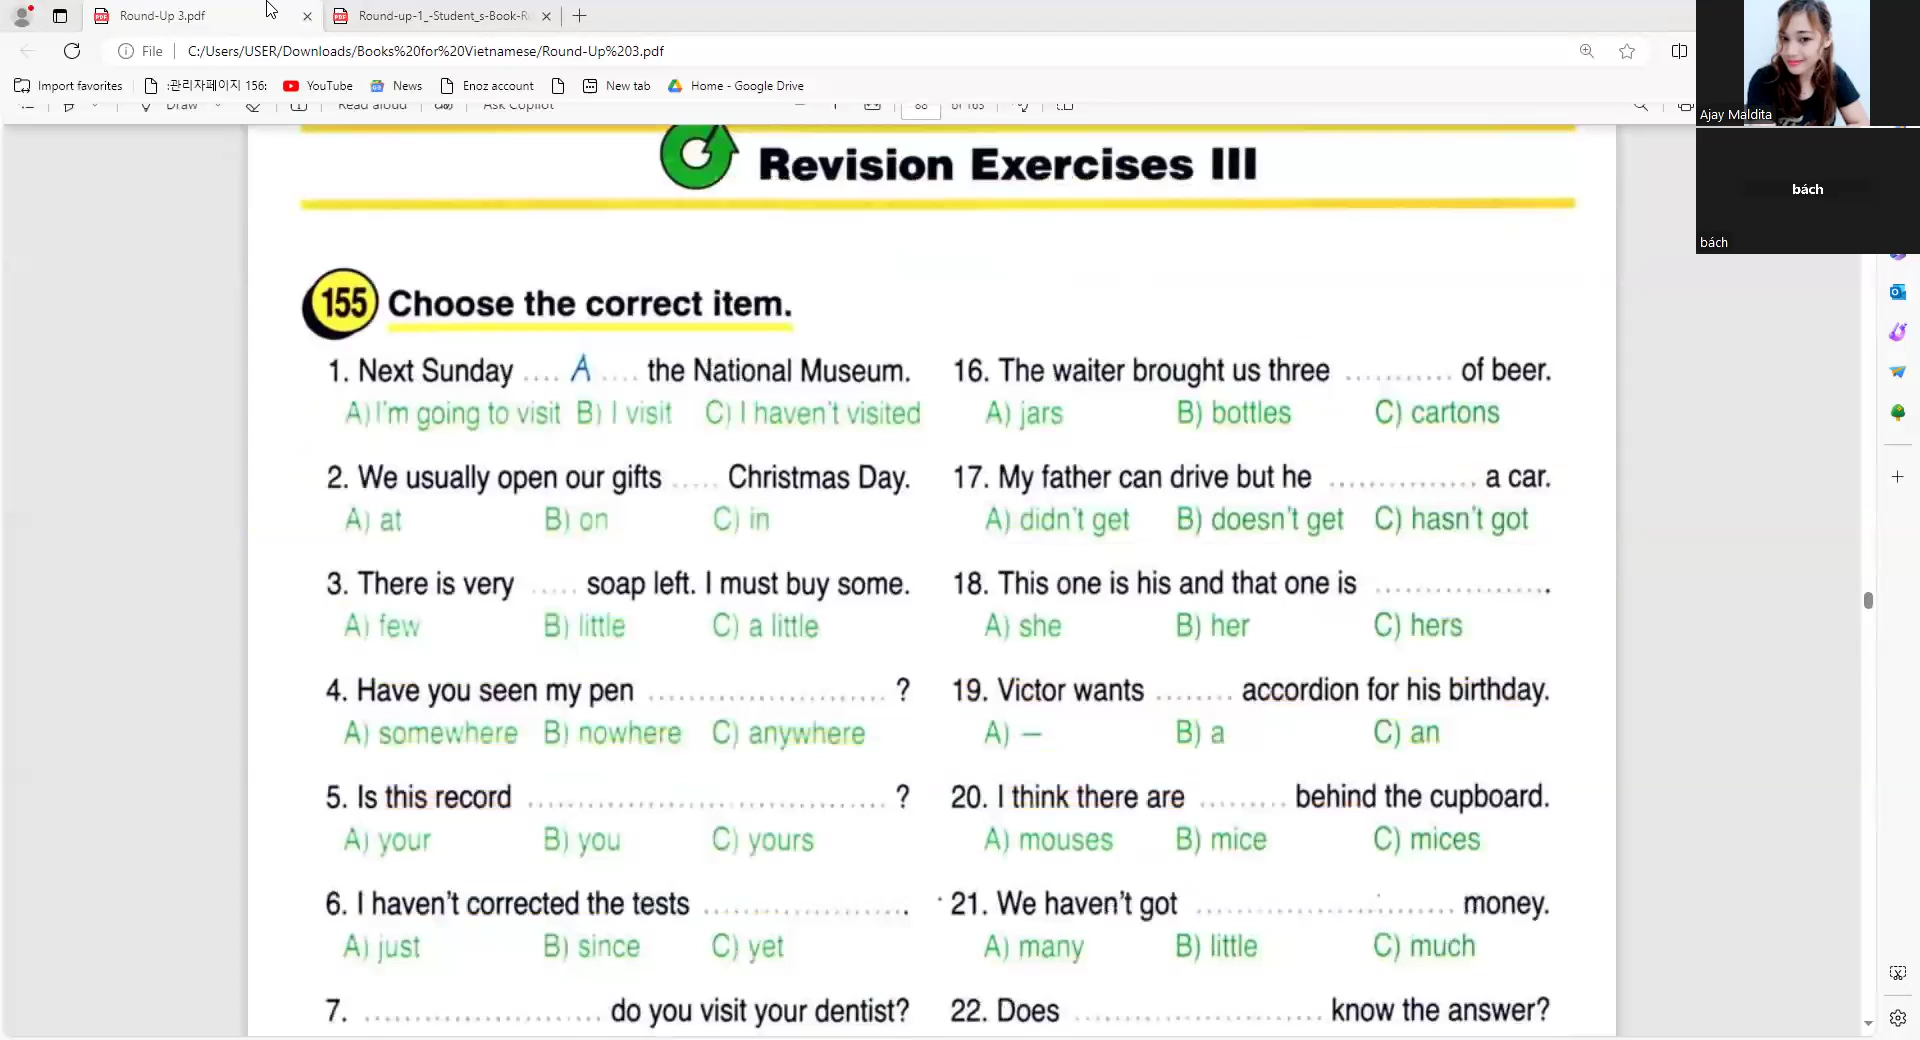 Round-Up 3.pdf
Round-up-1_-Student_s-Book-R
File
C:/Users/USER/Downloads/Books%20for%20Vietnamese/Round-Up%203.pdf
Import favorites
:관리자페이지 156:
YouTube
News
Enoz account
New tab
Home - Google Drive
Draw
Read aloud
Ask Copilot
88
of 165
Ajay Maldita
bách
bách
Revision Exercises III
155 Choose the correct item.
1. Next Sunday .... A .... the National Museum.
A) I'm going to visit B) I visit C) I haven't visited
2. We usually open our gifts ..... Christmas Day.
A) at B) on C) in
3. There is very ..... soap left. I must buy some.
A) few B) little C) a little
4. Have you seen my pen ........................ ?
A) somewhere B) nowhere C) anywhere
5. Is this record .................................... ?
A) your B) you C) yours
6. I haven't corrected the tests .....................
A) just B) since C) yet
7. ........................ do you visit your dentist?
16. The waiter brought us three ........... of beer.
A) jars B) bottles C) cartons
17. My father can drive but he ............... a car.
A) didn't get B) doesn't get C) hasn't got
18. This one is his and that one is ..................
A) she B) her C) hers
19. Victor wants ........ accordion for his birthday.
A) – B) a C) an
20. I think there are ......... behind the cupboard.
A) mouses B) mice C) mices
21. We haven't got .......................... money.
A) many B) little C) much
22. Does ......................... know the answer?